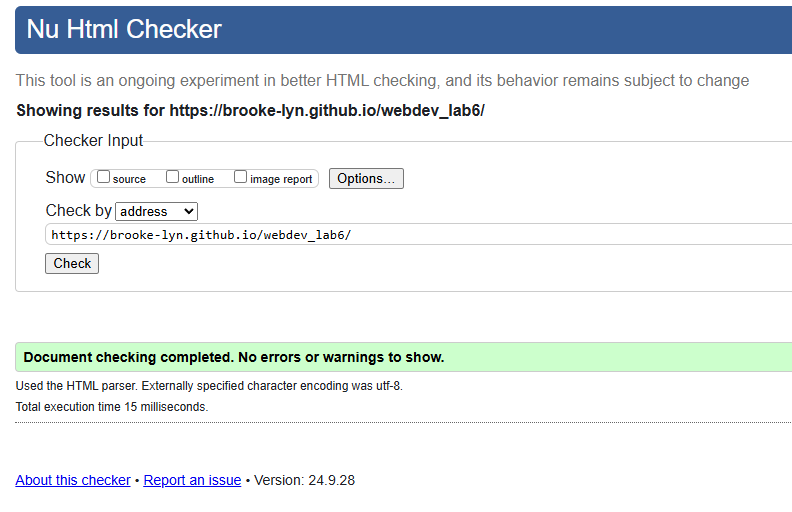 Nu Html Checker
This tool is an ongoing experiment in better HTML checking, and its behavior remains subject to change
Showing results for https://brooke-lyn.github.io/webdev_lab6/
Checker Input
Show source outline image report Options...
Check by address
https://brooke-lyn.github.io/webdev_lab6/
Check
Document checking completed. No errors or warnings to show.
Used the HTML parser. Externally specified character encoding was utf-8.
Total execution time 15 milliseconds.
About this checker • Report an issue • Version: 24.9.28